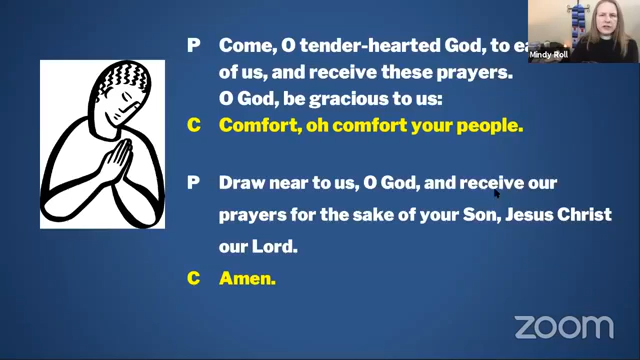 P Come, O tender-hearted God, to
of us, and receive these prayers.
O God, be gracious to us:
C Comfort, oh comfort your people.
P Draw near to us, O God, and receive our
prayers for the sake of your Son, Jesus Christ
our Lord.
C Amen.
Mindy Roll
zoom